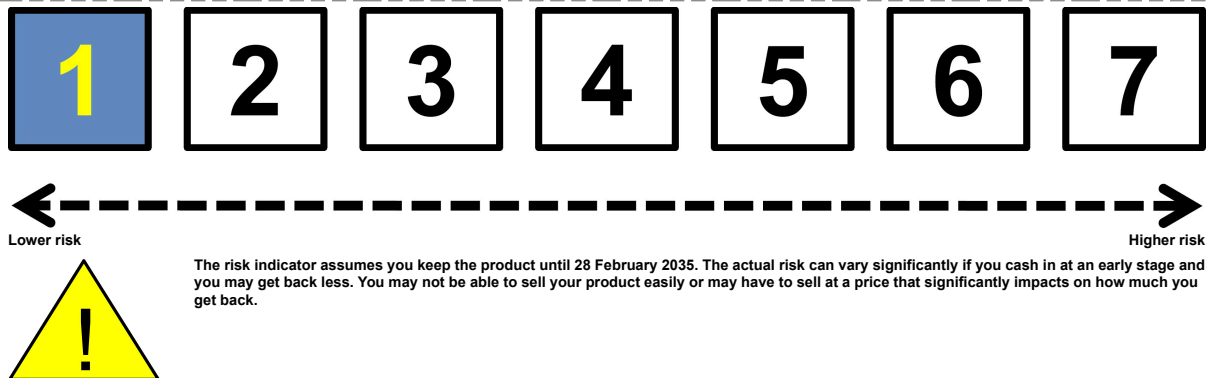 1 2 3 4 5 6 7
Lower risk Higher risk
The risk indicator assumes you keep the product until 28 February 2035. The actual risk can vary significantly if you cash in at an early stage and
you may get back less. You may not be able to sell your product easily or may have to sell at a price that significantly impacts on how much you
get back.
!